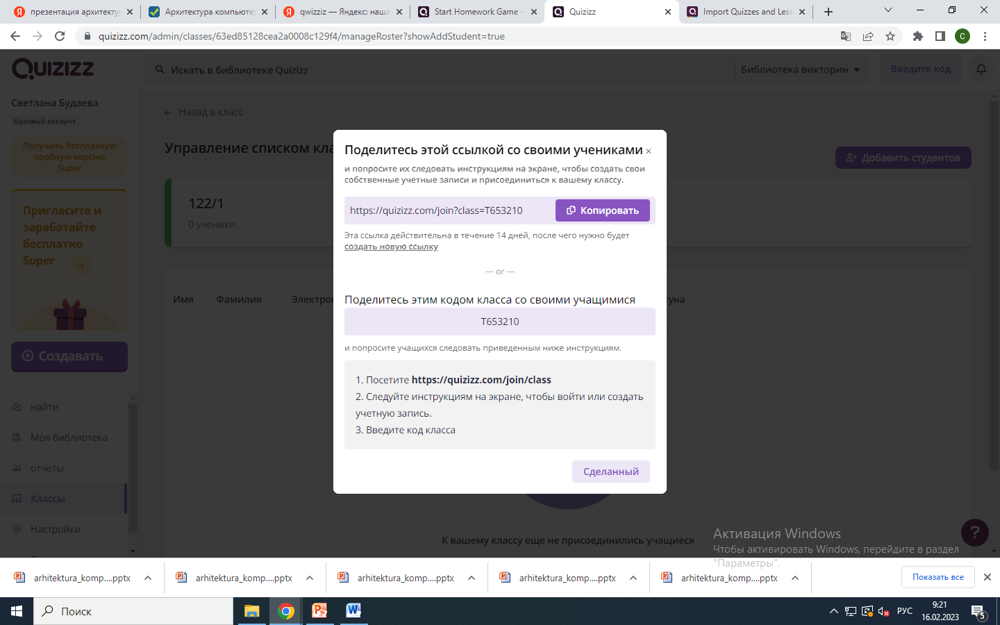 презентация архитектур
Архитектура компьютер
qwizziz — Яндекс: нашл
Start Homework Game -
Quizizz
Import Quizzes and Less
quizizz.com/admin/classes/63ed85128cea2a0008c129f4/manageRoster?showAddStudent=true
C
Quizizz
Искать в библиотеке Quizizz
Библиотека викторин
Введите код
Светлана Будаева
Базовый аккаунт
Получить бесплатную
пробную версию
Super
Пригласите и
заработайте
бесплатно
Super
Создавать
найти
Моя библиотека
отчеты
Классы
Настройки
Назад в класс
Управление списком кла
Добавить студентов
122/1
0 ученики
Имя
Фамилия
Электрон
куна
Поделитесь этой ссылкой со своими учениками
и попросите их следовать инструкциям на экране, чтобы создать свои
собственные учетные записи и присоединиться к вашему классу.
https://quizizz.com/join?class=T653210
Копировать
Эта ссылка действительна в течение 14 дней, после чего нужно будет
создать новую ссылку
— or —
Поделитесь этим кодом класса со своими учащимися
T653210
и попросите учащихся следовать приведенным ниже инструкциям.
1. Посетите https://quizizz.com/join/class
2. Следуйте инструкциям на экране, чтобы войти или создать
учетную запись.
3. Введите код класса
Сделанный
К вашему классу еще не присоединились учащиеся
?
Активация Windows
Чтобы активировать Windows, перейдите в раздел
"Параметры".
arhitektura_komp....pptx
arhitektura_komp....pptx
arhitektura_komp....pptx
arhitektura_komp....pptx
arhitektura_komp....pptx
Показать все
Поиск
РУС
9:21
16.02.2023
5